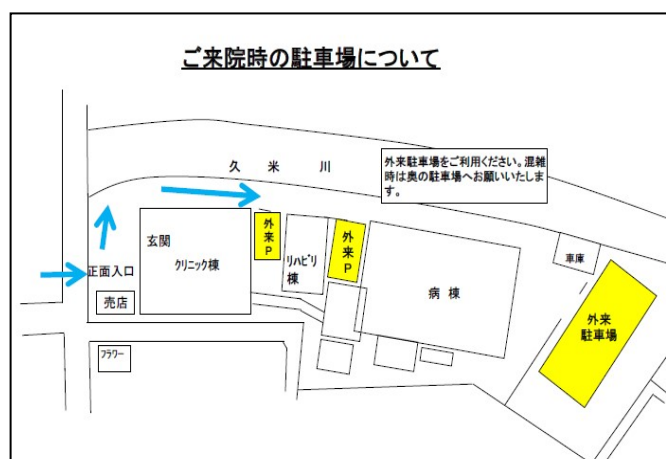 ご来院時の駐車場について
外来駐車場をご利用ください。混雑
時は奥の駐車場へお願いいたしま
す。
久米川
外来P
外来P
玄関
クリニック棟
リハビリ
棟
車庫
正面入口
病棟
売店
外来
駐車場
フラワー